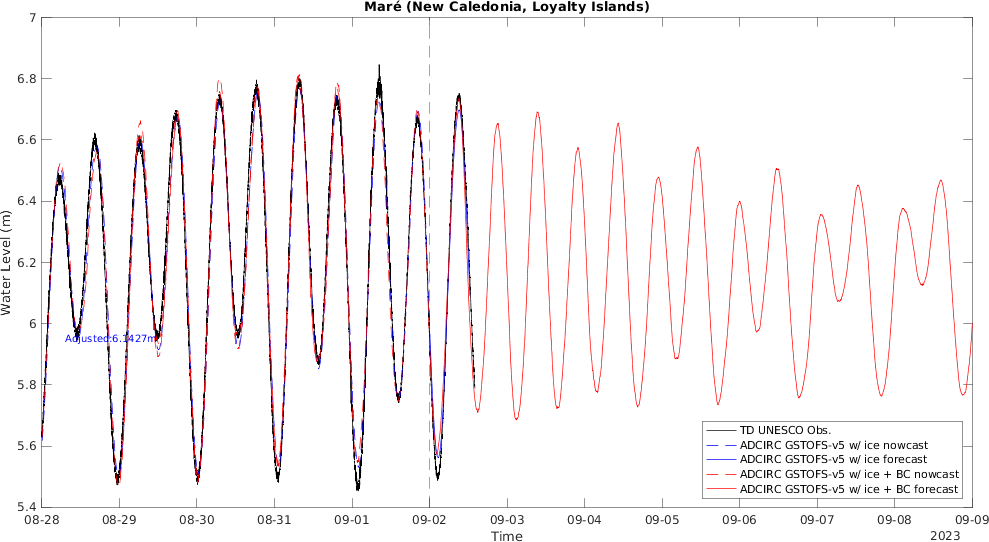 Maré (New Caledonia, Loyalty Islands)
Water Level (m)
7
6.8
6.6
6.4
6.2
6
5.8
5.6
5.4
Adjusted:6.1427m
TD UNESCO Obs.
ADCIRC GSTOFS-v5 w/ ice nowcast
ADCIRC GSTOFS-v5 w/ ice forecast
ADCIRC GSTOFS-v5 w/ ice + BC nowcast
ADCIRC GSTOFS-v5 w/ ice + BC forecast
08-28 08-29 08-30 08-31 09-01 09-02 09-03 09-04 09-05 09-06 09-07 09-08 09-09
Time
2023